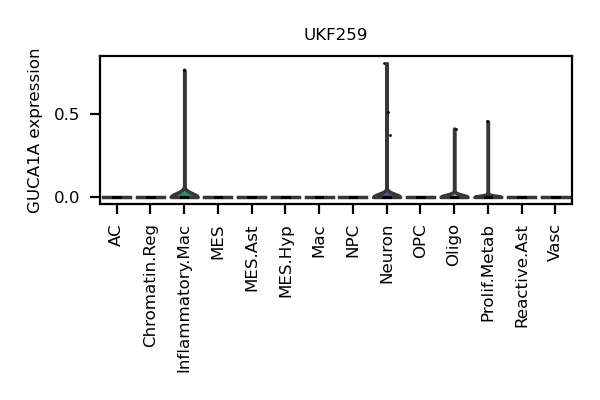 UKF259
GUCA1A expression
0.5
0.0
AC
Chromatin.Reg
Inflammatory.Mac
MES
MES.Ast
MES.Hyp
Mac
NPC
Neuron
OPC
Oligo
Prolif.Metab
Reactive.Ast
Vasc